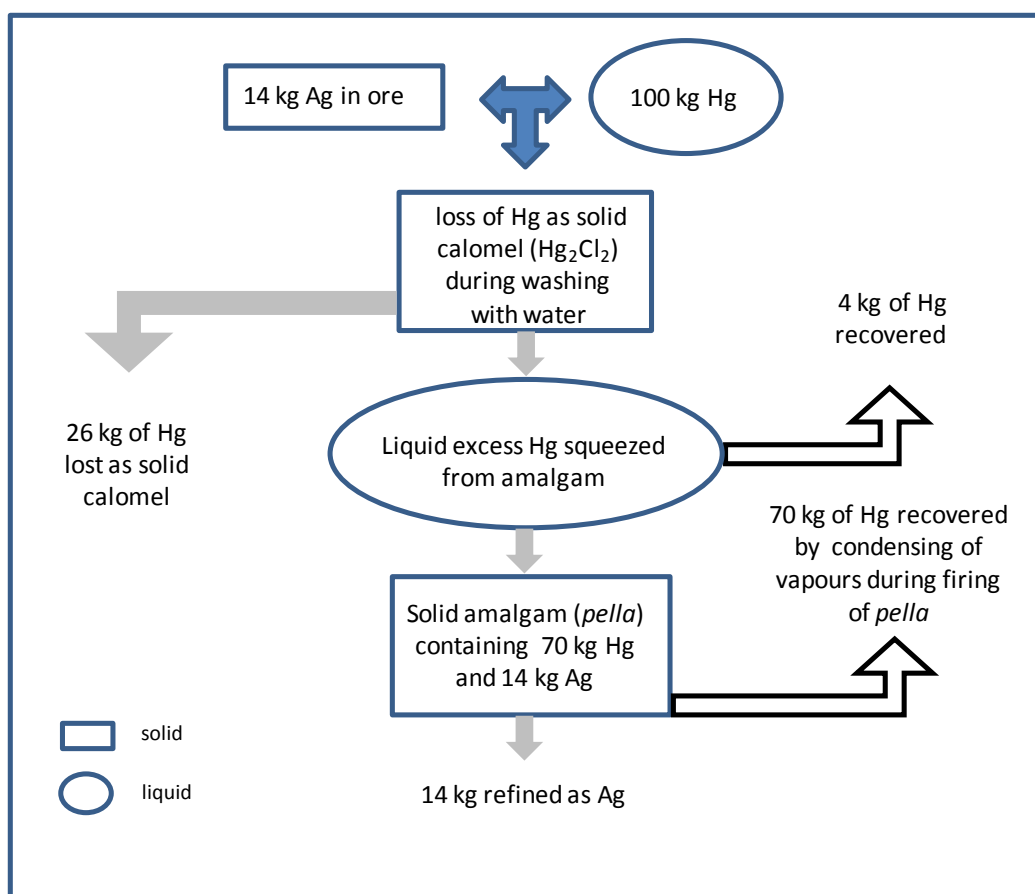 14 kg Ag in ore
100 kg Hg
loss of Hg as solid
calomel (Hg₂Cl₂)
during washing
with water
4 kg of Hg
recovered
26 kg of Hg
lost as solid
calomel
Liquid excess Hg squeezed
from amalgam
70 kg of Hg recovered
by condensing of
vapours during firing
of pella
Solid amalgam (pella)
containing 70 kg Hg
and 14 kg Ag
solid
liquid
14 kg refined as Ag